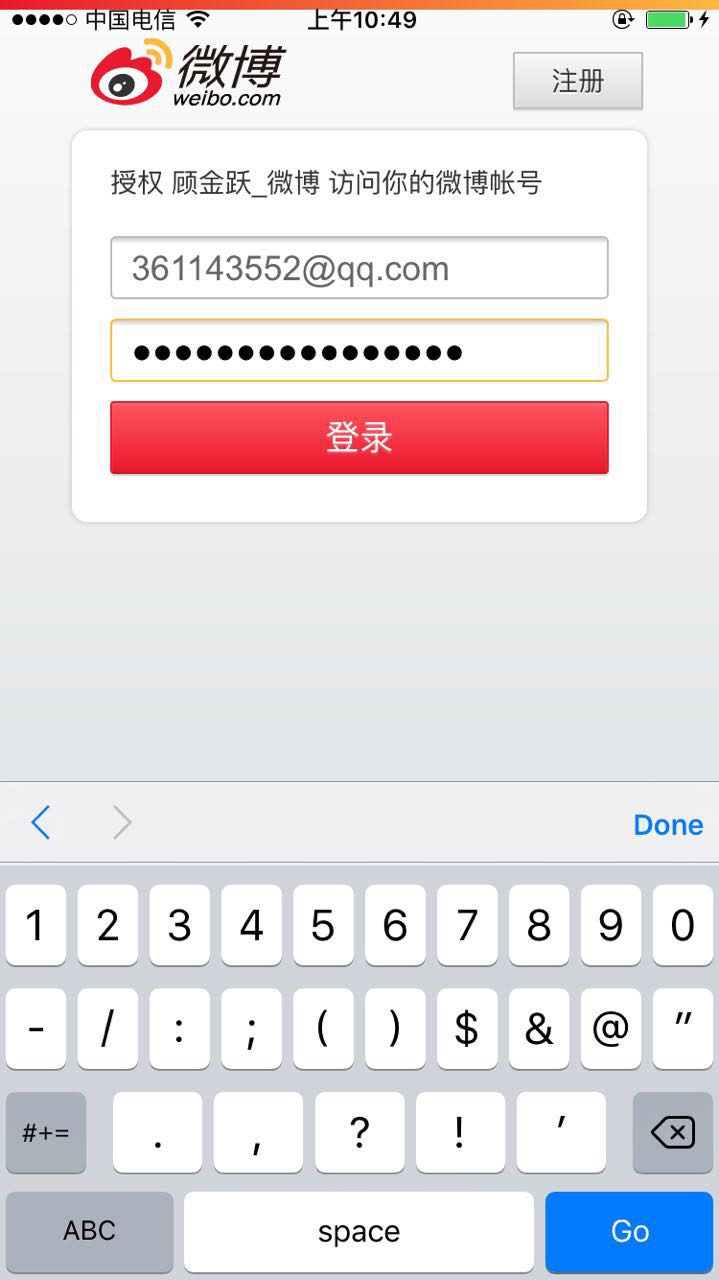 中国电信 上午10:49
微博
weibo.com
注册
授权 顾金跃_微博 访问你的微博帐号
361143552@qq.com
●●●●●●●●●●●●●●●●
登录
Done
1 2 3 4 5 6 7 8 9 0
- / : ; ( ) $ & @ "
#+= . , ? ! '
ABC space Go